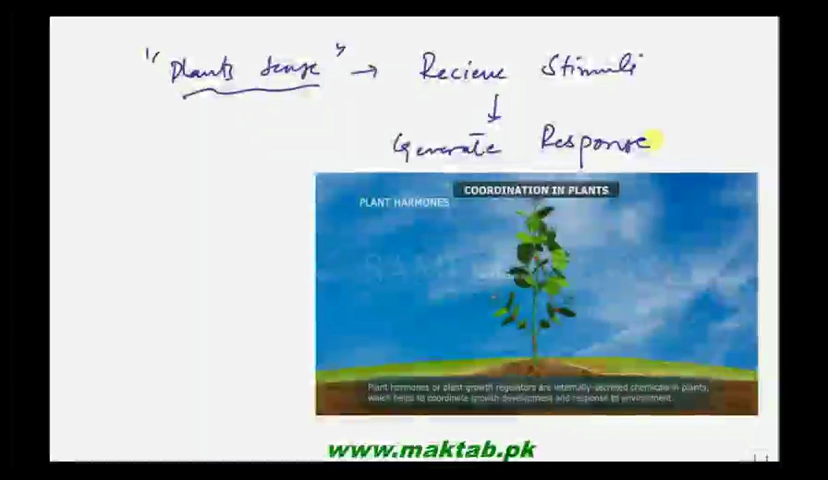 "Plants Sense" → Recieve Stimuli
↓
Generate Response
COORDINATION IN PLANTS
PLANT HARMONES
Plant hormones or plant growth regulators are internally-secreted chemicals in plants,
which helps to coordinate growth development and response to environment.
www.maktab.pk